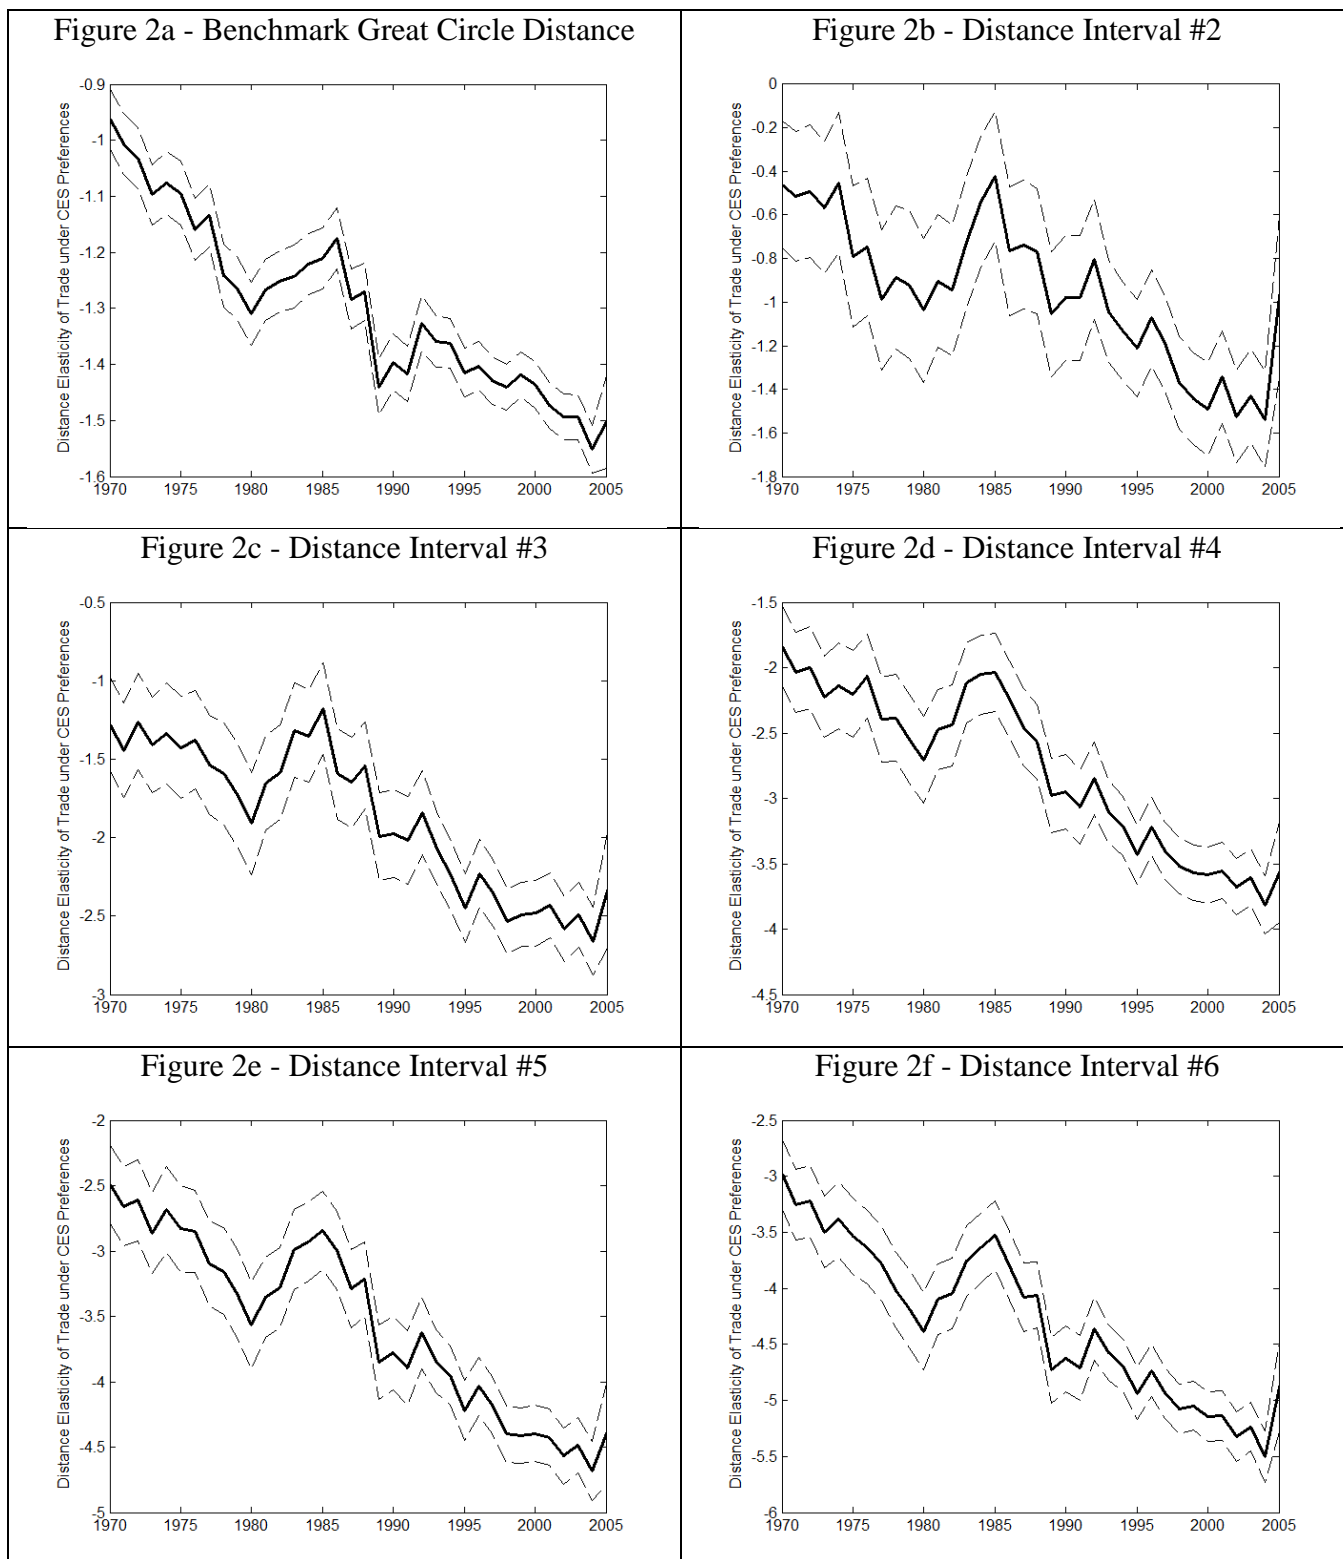 Figure 2a - Benchmark Great Circle Distance
Distance Elasticity of Trade under CES Preferences
-0.9
-1
-1.1
-1.2
-1.3
-1.4
-1.5
-1.6
1970 1975 1980 1985 1990 1995 2000 2005
Figure 2b - Distance Interval #2
Distance Elasticity of Trade under CES Preferences
0
-0.2
-0.4
-0.6
-0.8
-1
-1.2
-1.4
-1.6
-1.8
1970 1975 1980 1985 1990 1995 2000 2005
Figure 2c - Distance Interval #3
Distance Elasticity of Trade under CES Preferences
-0.5
-1
-1.5
-2
-2.5
-3
1970 1975 1980 1985 1990 1995 2000 2005
Figure 2d - Distance Interval #4
Distance Elasticity of Trade under CES Preferences
-1.5
-2
-2.5
-3
-3.5
-4
-4.5
1970 1975 1980 1985 1990 1995 2000 2005
Figure 2e - Distance Interval #5
Distance Elasticity of Trade under CES Preferences
-2
-2.5
-3
-3.5
-4
-4.5
-5
1970 1975 1980 1985 1990 1995 2000 2005
Figure 2f - Distance Interval #6
Distance Elasticity of Trade under CES Preferences
-2.5
-3
-3.5
-4
-4.5
-5
-5.5
-6
1970 1975 1980 1985 1990 1995 2000 2005